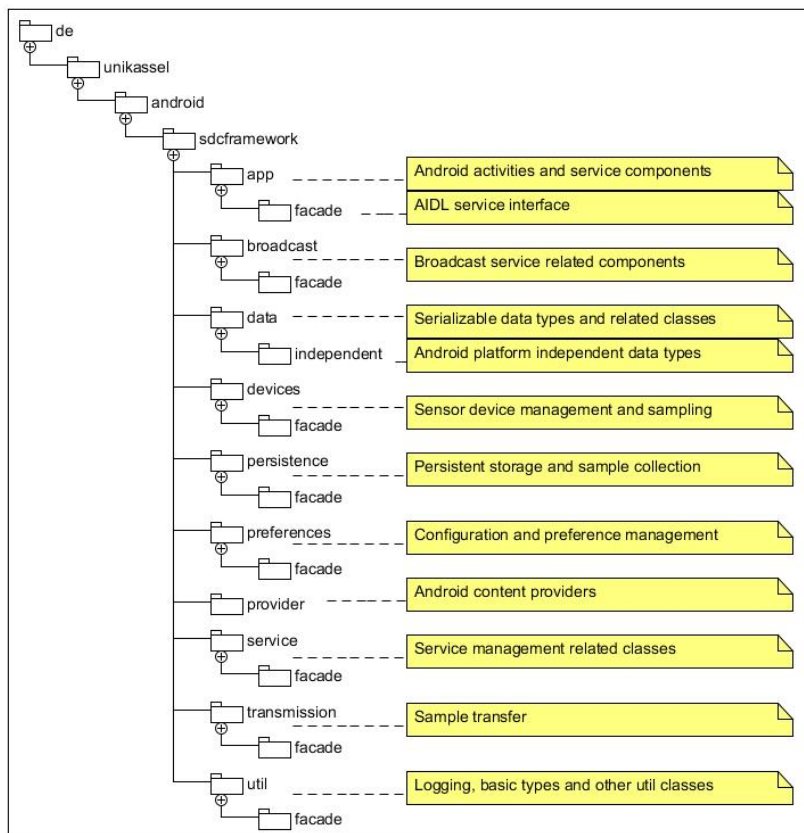 de
unikassel
android
sdcframework
app
Android activities and service components
facade
AIDL service interface
broadcast
Broadcast service related components
facade
data
Serializable data types and related classes
independent
Android platform independent data types
devices
Sensor device management and sampling
facade
persistence
Persistent storage and sample collection
facade
preferences
Configuration and preference management
facade
provider
Android content providers
service
Service management related classes
facade
transmission
Sample transfer
facade
util
Logging, basic types and other util classes
facade